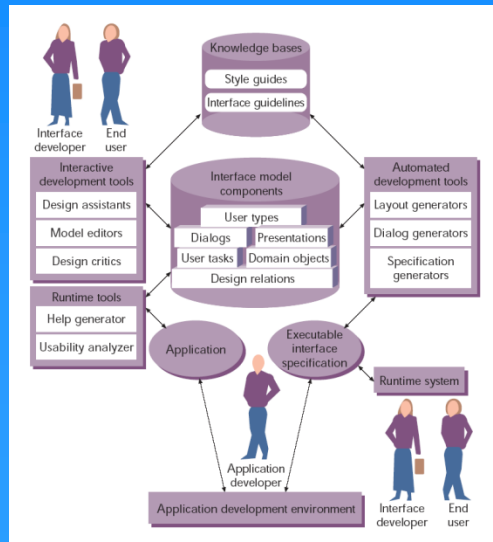 Knowledge bases
Style guides
Interface guidelines
Interface
developer
End
user
Interactive
development tools
Design assistants
Model editors
Design critics
Interface model
components
User types
Dialogs
Presentations
User tasks
Domain objects
Design relations
Automated
development tools
Layout generators
Dialog generators
Specification
generators
Runtime tools
Help generator
Usability analyzer
Application
Executable
interface
specification
Runtime system
Application
developer
Application development environment
Interface
developer
End
user